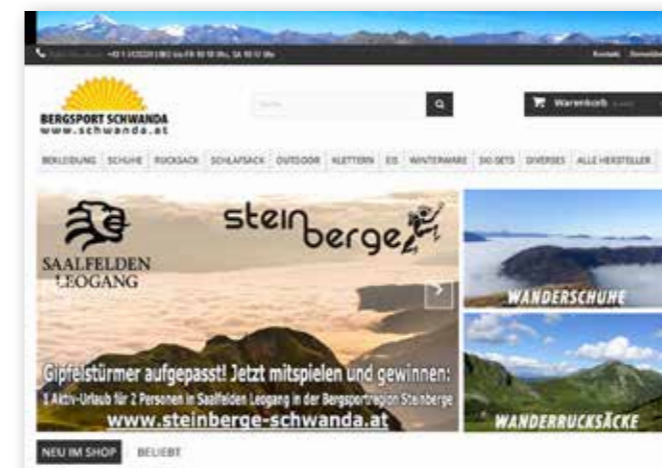 BERGSPORT SCHWANDA
www.schwanda.at
Warenkorb
BEKLEIDUNG SCHUHE RUCKSACK SCHLAFSACK OUTDOOR KLETTERN EIS WINTERWARE SKI-SETS DIVERSES ALLE HERSTELLER
SAALFELDEN
LEOGANG
steinberge
Gipfelstürmer aufgepasst! Jetzt mitspielen und gewinnen:
1 Aktiv-Urlaub für 2 Personen in Saalfelden Leogang in der Bergsportregion Steinberge
www.steinberge-schwanda.at
WANDERSCHUHE
WANDERRUCKSÄCKE
NEU IM SHOP BELIEBT